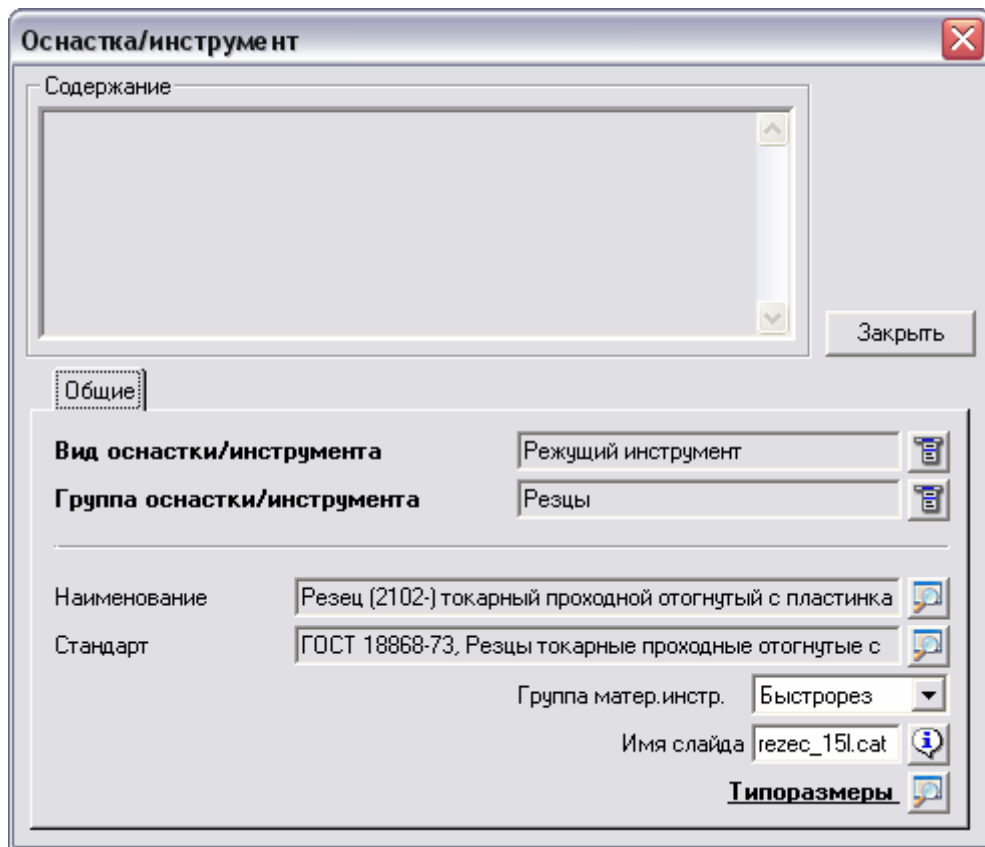 Оснастка/инструмент
Содержание
Закрыть
Общие
Вид оснастки/инструмента Режущий инструмент
Группа оснастки/инструмента Резцы
Наименование Резец (2102-) токарный проходной отогнутый с пластинка
Стандарт ГОСТ 18868-73, Резцы токарные проходные отогнутые с
Группа матер.инстр. Быстрорез
Имя слайда rezec_15l.cat
Типоразмеры